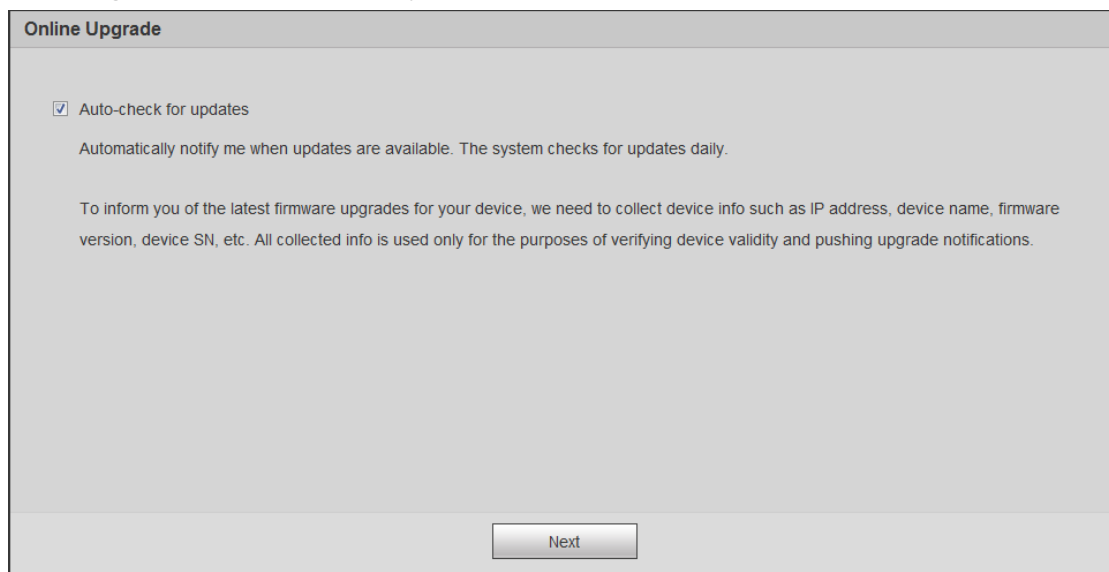 Online Upgrade
Auto-check for updates
Automatically notify me when updates are available. The system checks for updates daily.
To inform you of the latest firmware upgrades for your device, we need to collect device info such as IP address, device name, firmware
version, device SN, etc. All collected info is used only for the purposes of verifying device validity and pushing upgrade notifications.
Next